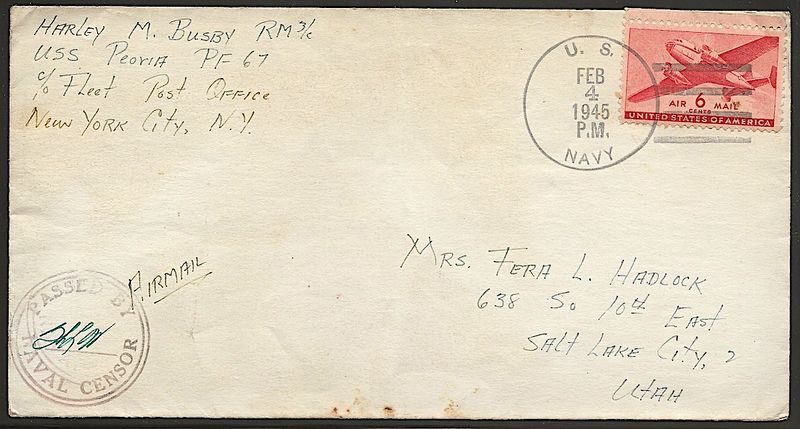 Harley M. Busby RM 3/c
USS Peoria PF 67
c/o Fleet Post Office
New York City, N.Y.
U. S.
FEB
4
1945
P.M.
NAVY
AIR 6 MAIL
CENTS
UNITED STATES OF AMERICA
Airmail
PASSED BY
NAVAL CENSOR
Mrs. Fera L. Hadlock
638 So 10th East
Salt Lake City, 2
Utah